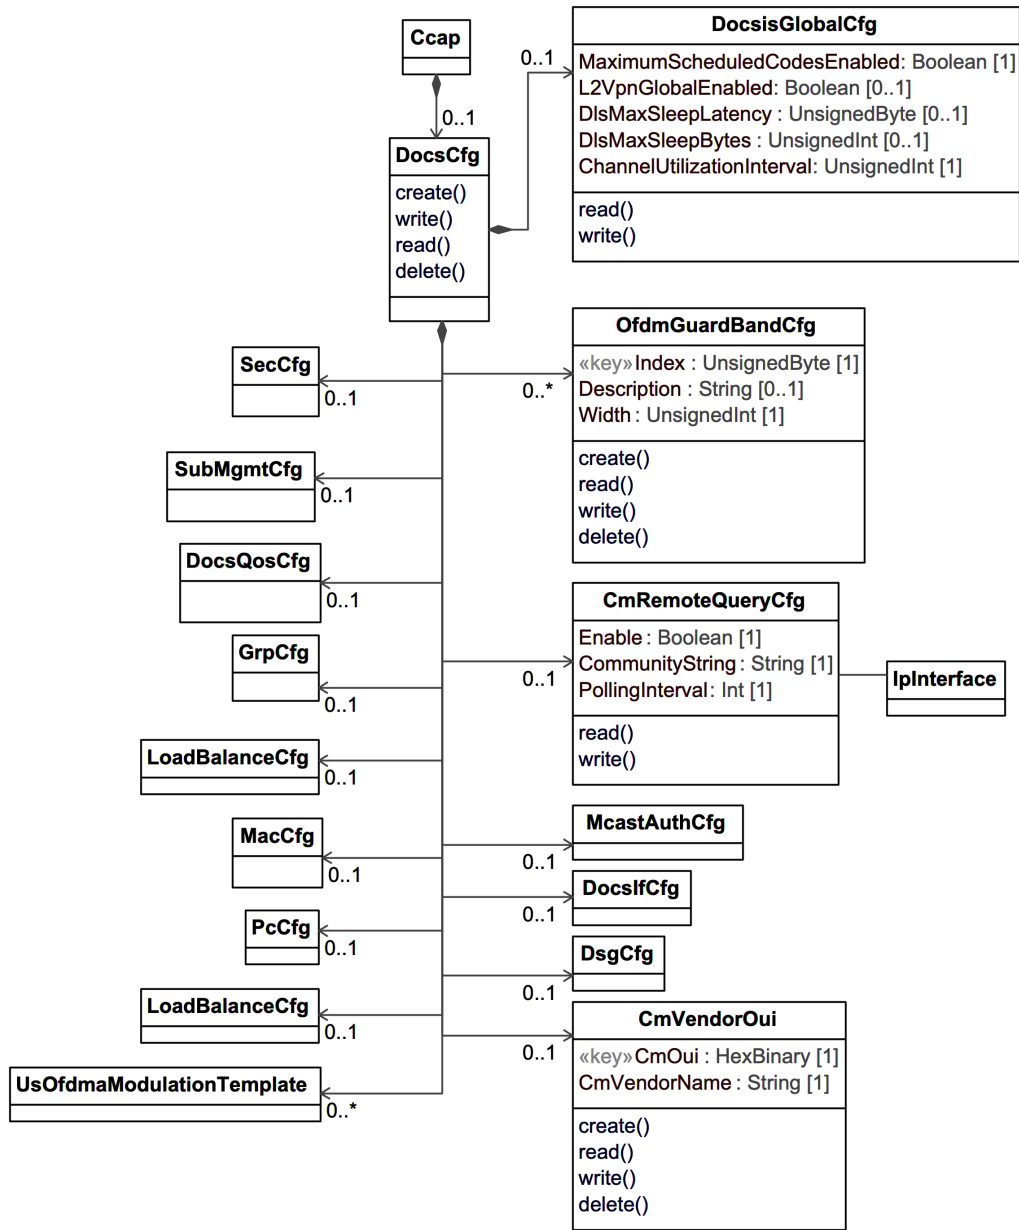 Ccap
0..1
DocsCfg
create()
write()
read()
delete()
0..1
DocsisGlobalCfg
MaximumScheduledCodesEnabled: Boolean [1]
L2VpnGlobalEnabled: Boolean [0..1]
DlsMaxSleepLatency: UnsignedByte [0..1]
DlsMaxSleepBytes : UnsignedInt [0..1]
ChannelUtilizationInterval: UnsignedInt [1]
read()
write()
SecCfg
0..1
SubMgmtCfg
0..1
DocsQosCfg
0..1
GrpCfg
0..1
LoadBalanceCfg
0..1
MacCfg
0..1
PcCfg
0..1
LoadBalanceCfg
0..1
UsOfdmaModulationTemplate
0..*
OfdmGuardBandCfg
0..*
«key»Index : UnsignedByte [1]
Description : String [0..1]
Width : UnsignedInt [1]
create()
read()
write()
delete()
CmRemoteQueryCfg
0..1
Enable : Boolean [1]
CommunityString : String [1]
PollingInterval: Int [1]
read()
write()
IpInterface
McastAuthCfg
0..1
DocsIfCfg
0..1
DsgCfg
0..1
CmVendorOui
0..1
«key»CmOui : HexBinary [1]
CmVendorName : String [1]
create()
read()
write()
delete()